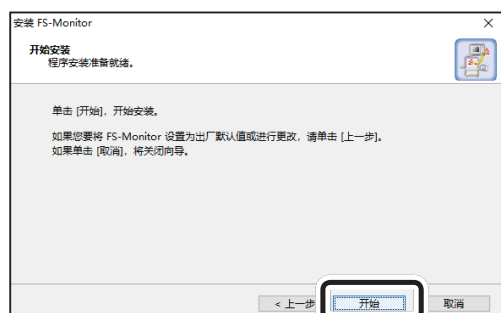 安装 FS-Monitor
开始安装
程序安装准备就绪。
单击 [开始]，开始安装。
如果您要将 FS-Monitor 设置为出厂默认值或进行更改，请单击 [上一步]。
如果单击 [取消]，将关闭向导。
< 上一步 开始 取消